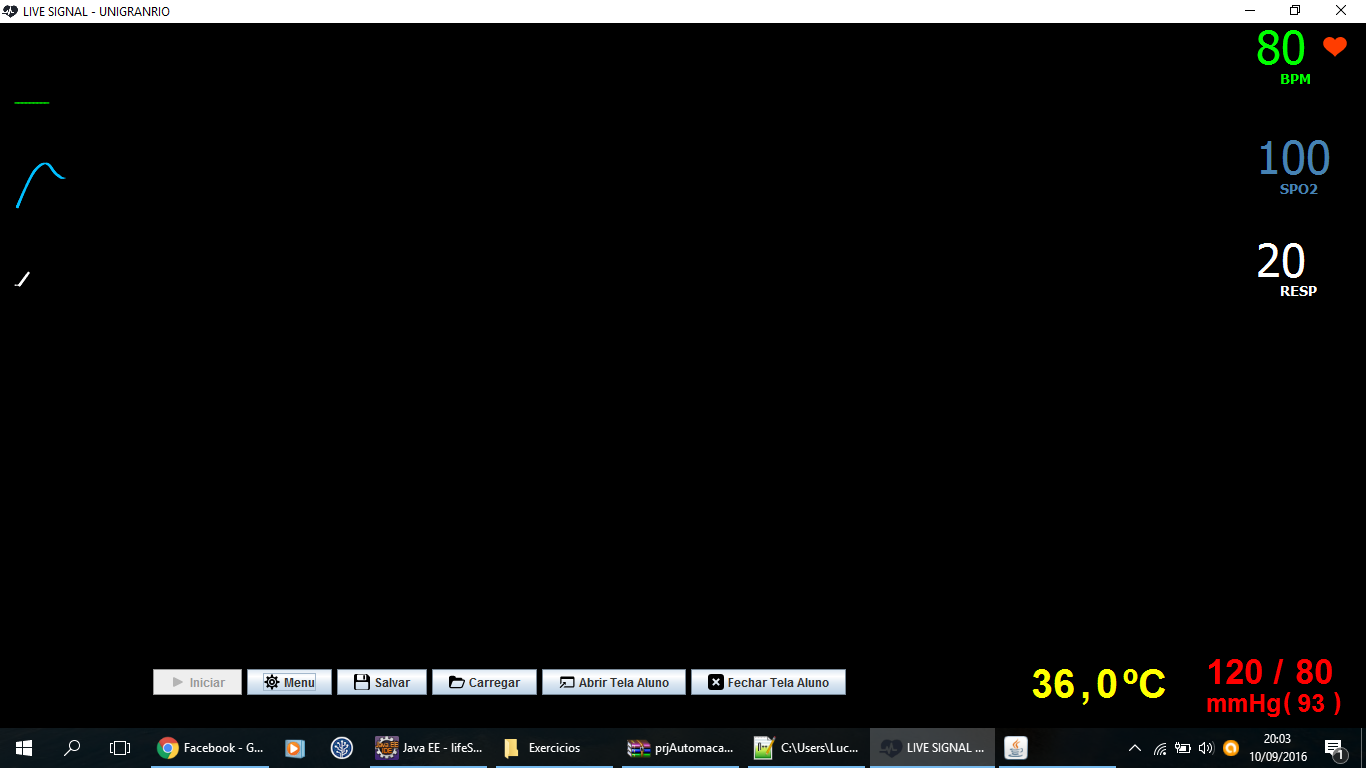 LIVE SIGNAL - UNIGRANRIO
80
BPM
100
SPO2
20
RESP
Iniciar
Menu
Salvar
Carregar
Abrir Tela Aluno
Fechar Tela Aluno
36,0ºC
120 / 80
mmHg( 93 )
Facebook - G...
Java EE - lifeS...
Exercicios
prjAutomaca...
C:\Users\Luc...
LIVE SIGNAL ...
20:03
10/09/2016
1